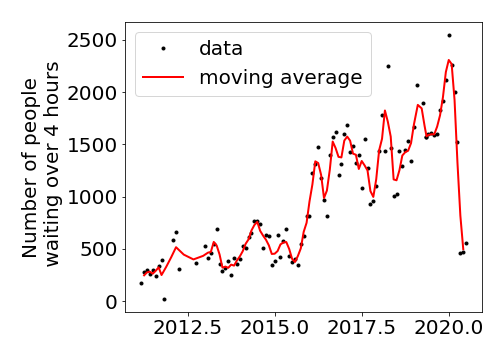 2500
2000
1500
1000
500
0
Number of people
waiting over 4 hours
data
moving average
2012.5
2015.0
2017.5
2020.0